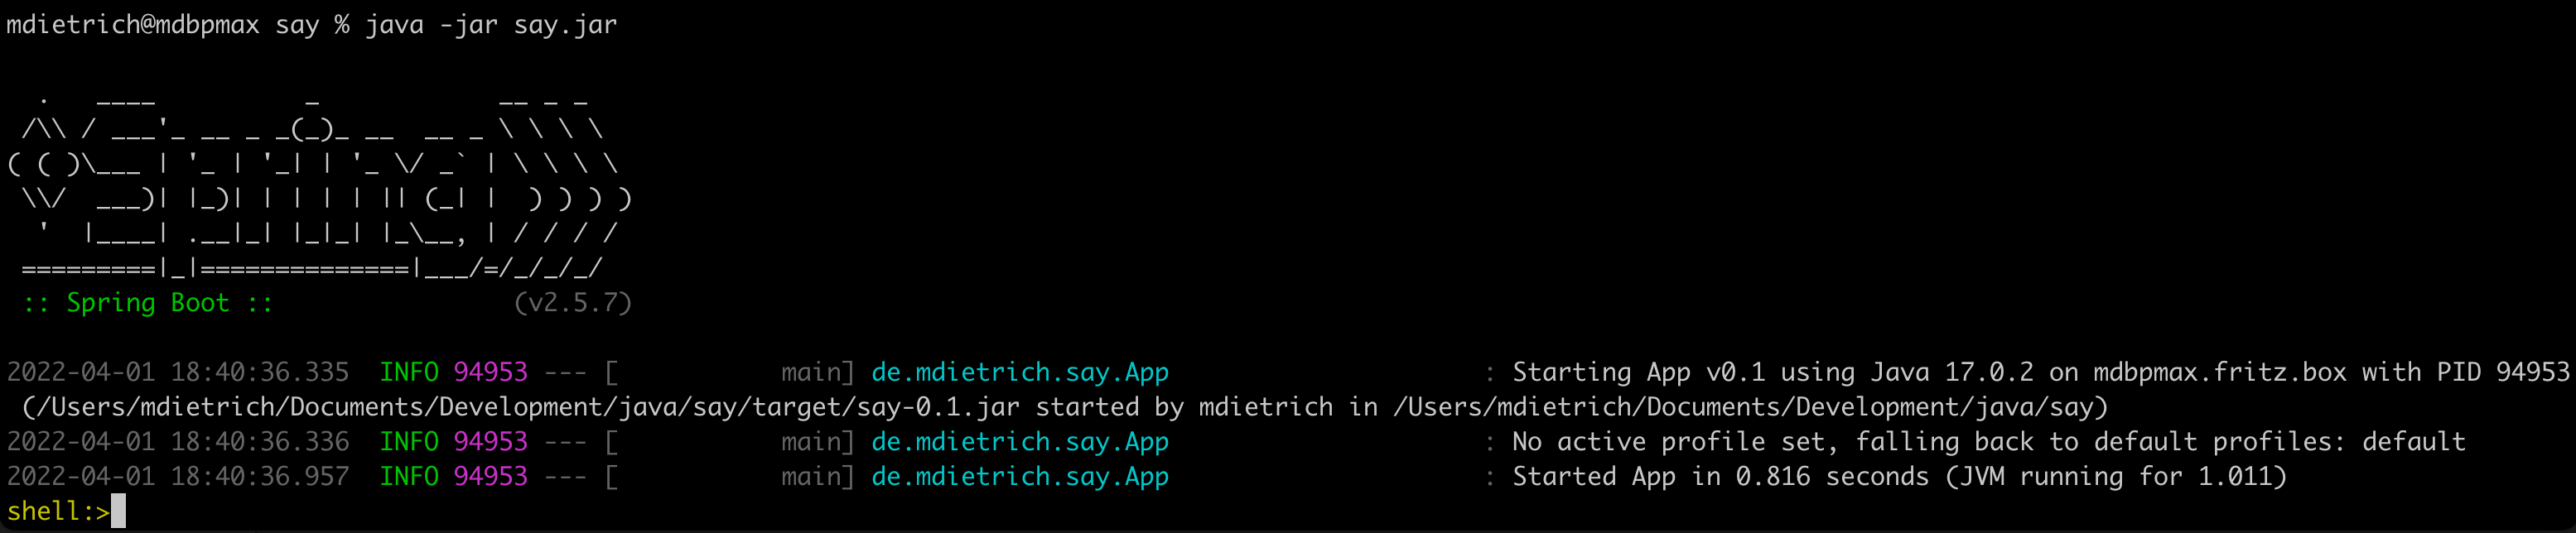 mdietrich@mdbpmax say % java -jar say.jar

  .   ____          _            __ _ _
 /\\ / ___'_ __ _ _(_)_ __  __ _ \ \ \ \
( ( )\___ | '_ | '_| | '_ \/ _` | \ \ \ \
 \\/  ___)| |_)| | | | | || (_| |  ) ) ) )
  '  |____| .__|_| |_|_| |_\__, | / / / /
 =========|_|==============|___/=/_/_/_/
 :: Spring Boot ::                (v2.5.7)

2022-04-01 18:40:36.335  INFO 94953 --- [           main] de.mdietrich.say.App                     : Starting App v0.1 using Java 17.0.2 on mdbpmax.fritz.box with PID 94953
 (/Users/mdietrich/Documents/Development/java/say/target/say-0.1.jar started by mdietrich in /Users/mdietrich/Documents/Development/java/say)
2022-04-01 18:40:36.336  INFO 94953 --- [           main] de.mdietrich.say.App                     : No active profile set, falling back to default profiles: default
2022-04-01 18:40:36.957  INFO 94953 --- [           main] de.mdietrich.say.App                     : Started App in 0.816 seconds (JVM running for 1.011)
shell:>